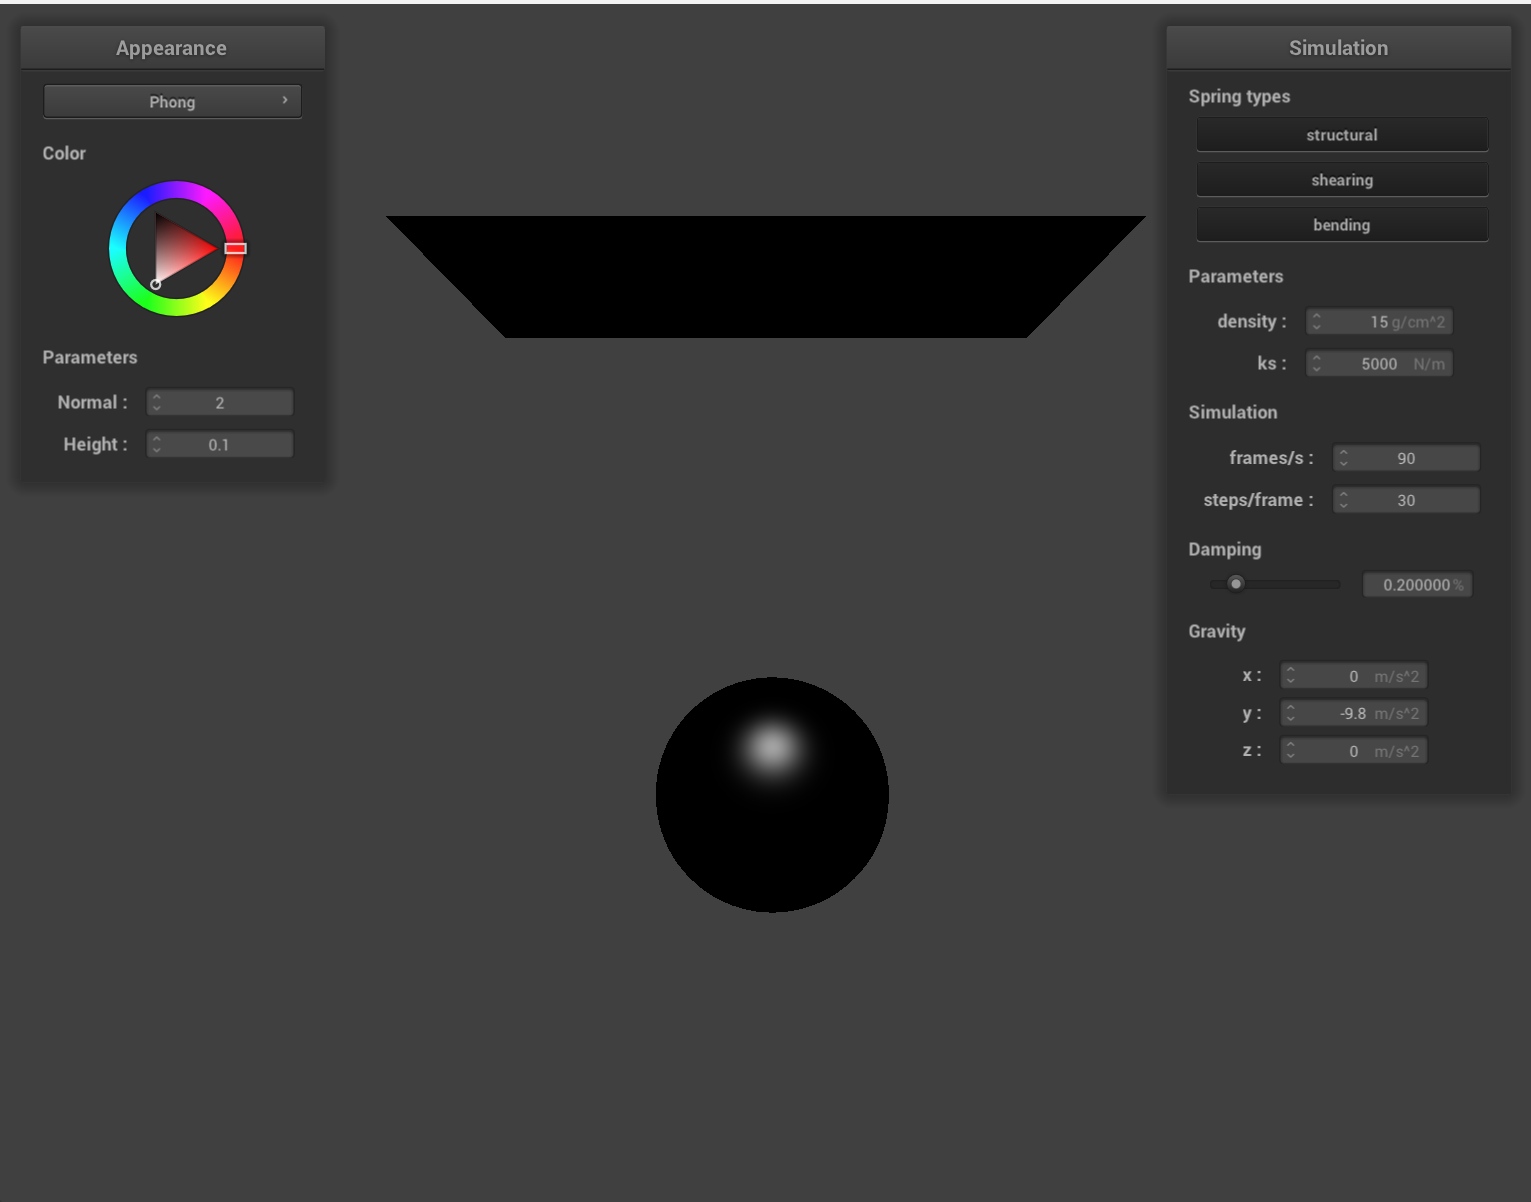 Appearance
Phong
Color
Parameters
Normal : 2
Height : 0.1
Simulation
Spring types
structural
shearing
bending
Parameters
density : 15 g/cm^2
ks : 5000 N/m
Simulation
frames/s : 90
steps/frame : 30
Damping
0.200000 %
Gravity
x : 0 m/s^2
y : -9.8 m/s^2
z : 0 m/s^2